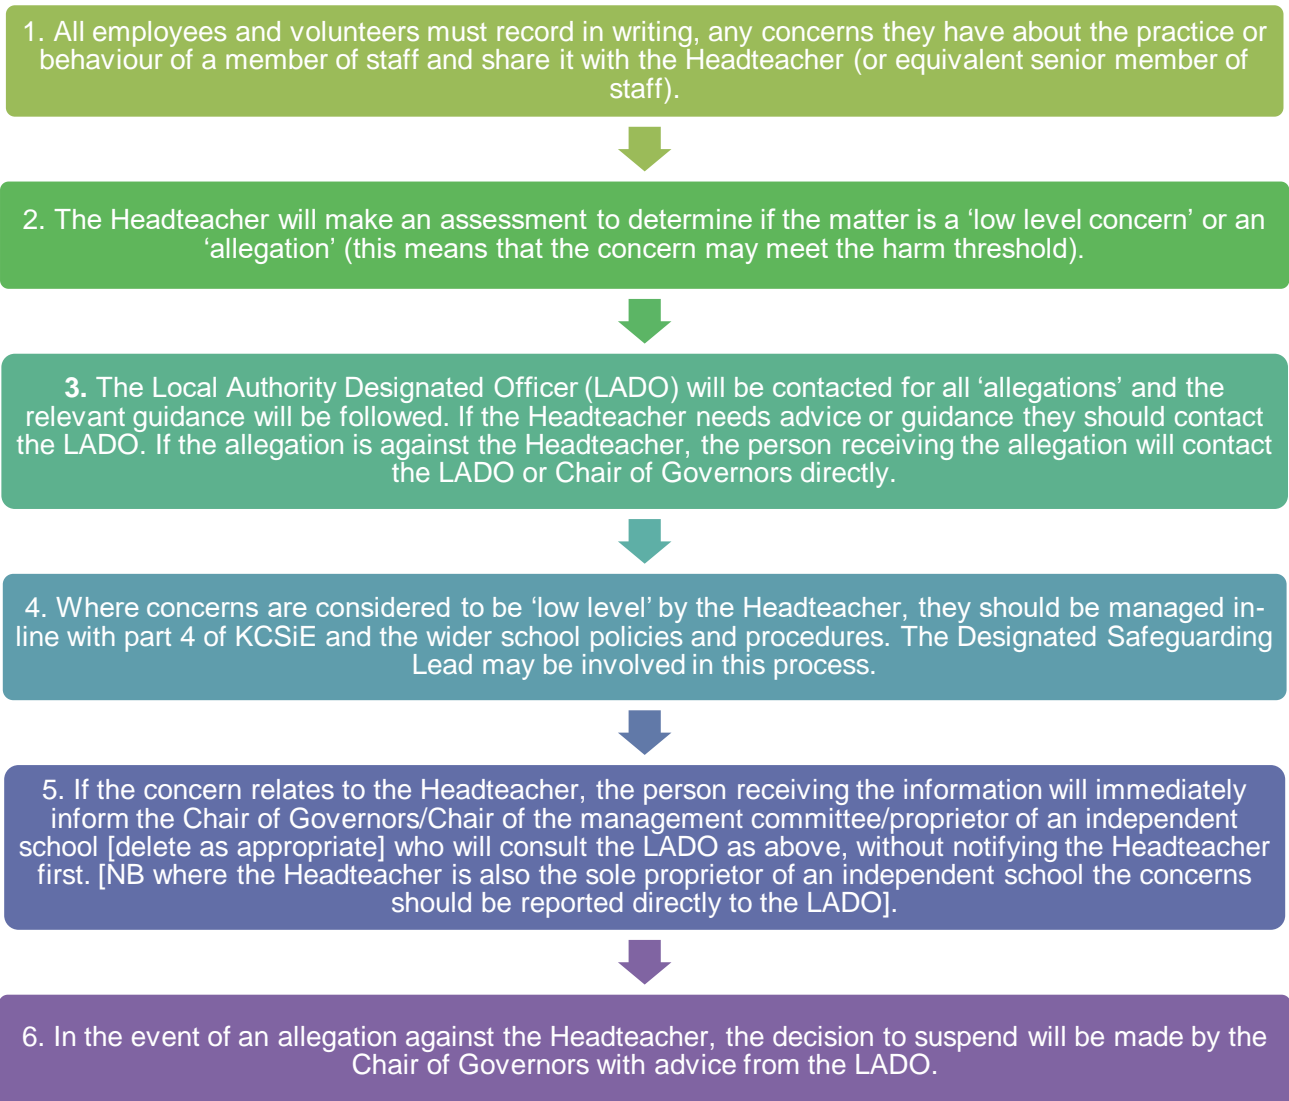 1. All employees and volunteers must record in writing, any concerns they have about the practice or
behaviour of a member of staff and share it with the Headteacher (or equivalent senior member of
staff).
2. The Headteacher will make an assessment to determine if the matter is a ‘low level concern’ or an
‘allegation’ (this means that the concern may meet the harm threshold).
3. The Local Authority Designated Officer (LADO) will be contacted for all ‘allegations’ and the
relevant guidance will be followed. If the Headteacher needs advice or guidance they should contact
the LADO. If the allegation is against the Headteacher, the person receiving the allegation will contact
the LADO or Chair of Governors directly.
4. Where concerns are considered to be ‘low level’ by the Headteacher, they should be managed in-
line with part 4 of KCSiE and the wider school policies and procedures. The Designated Safeguarding
Lead may be involved in this process.
5. If the concern relates to the Headteacher, the person receiving the information will immediately
inform the Chair of Governors/Chair of the management committee/proprietor of an independent
school [delete as appropriate] who will consult the LADO as above, without notifying the Headteacher
first. [NB where the Headteacher is also the sole proprietor of an independent school the concerns
should be reported directly to the LADO].
6. In the event of an allegation against the Headteacher, the decision to suspend will be made by the
Chair of Governors with advice from the LADO.